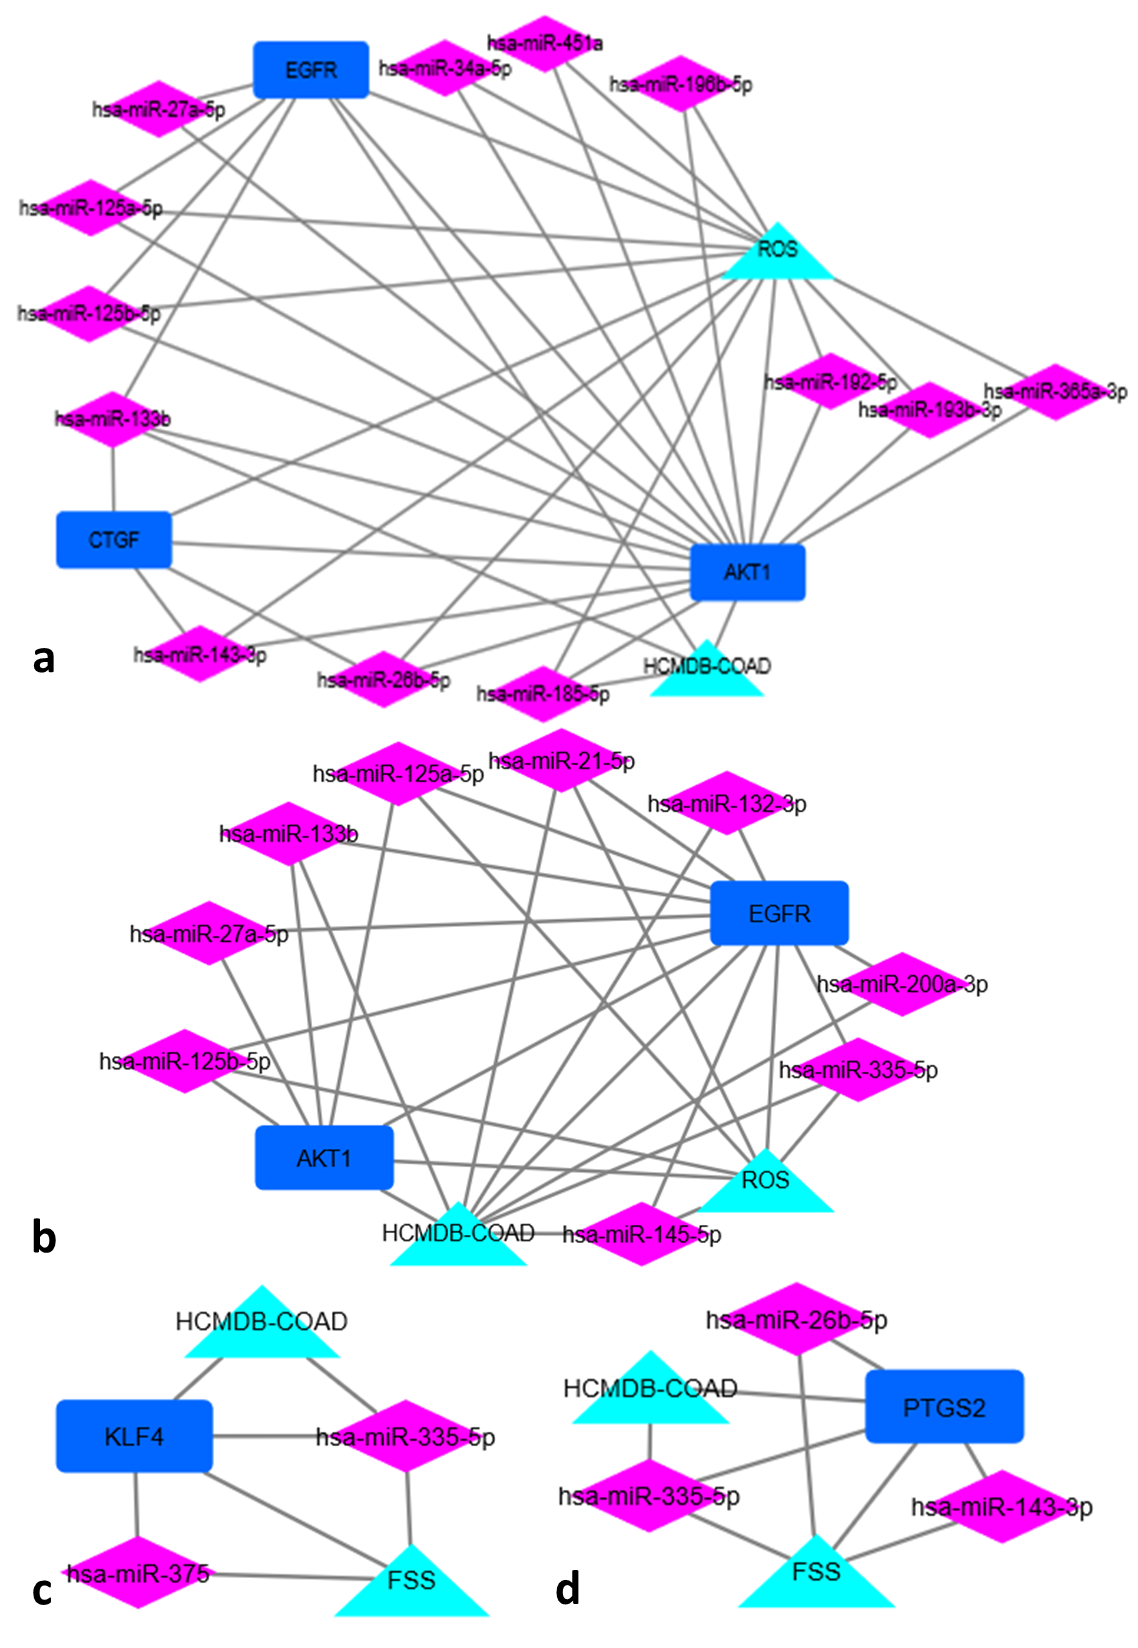 hsa-miR-451a
EGFR
hsa-miR-34a-5p
hsa-miR-196b-5p
hsa-miR-27a-5p
hsa-miR-125a-5p
ROS
hsa-miR-125b-5p
hsa-miR-192-5p
hsa-miR-193b-3p
hsa-miR-365a-3p
hsa-miR-133b
CTGF
AKT1
a
hsa-miR-143-3p
hsa-miR-26b-5p
hsa-miR-185-5p
HCMDB-COAD
hsa-miR-125a-5p
hsa-miR-21-5p
hsa-miR-132-3p
hsa-miR-133b
EGFR
hsa-miR-27a-5p
hsa-miR-200a-3p
hsa-miR-125b-5p
hsa-miR-335-5p
AKT1
ROS
b
HCMDB-COAD
hsa-miR-145-5p
HCMDB-COAD
KLF4
hsa-miR-335-5p
c
hsa-miR-375
FSS
hsa-miR-26b-5p
HCMDB-COAD
PTGS2
hsa-miR-335-5p
hsa-miR-143-3p
d
FSS